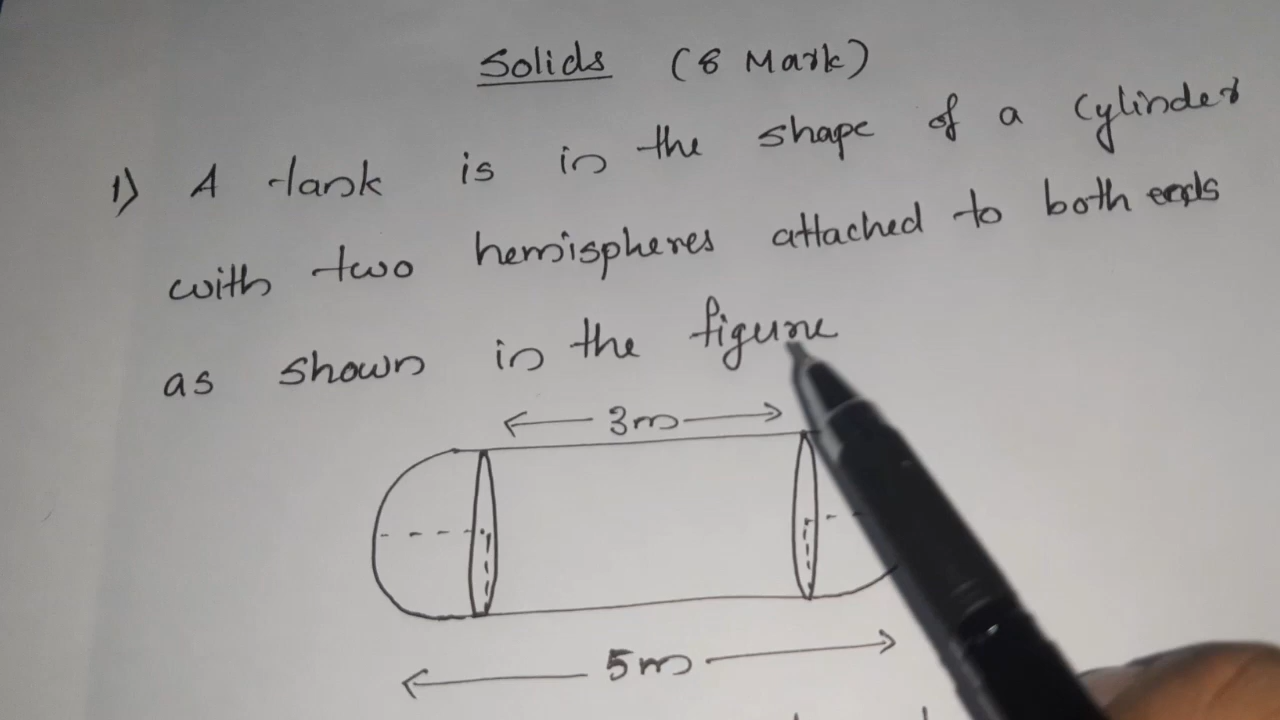 Solids (8 Mark)
1) A tank is in the shape of a cylinder
with two hemispheres attached to both ends
as shown in the figure
3m
5m